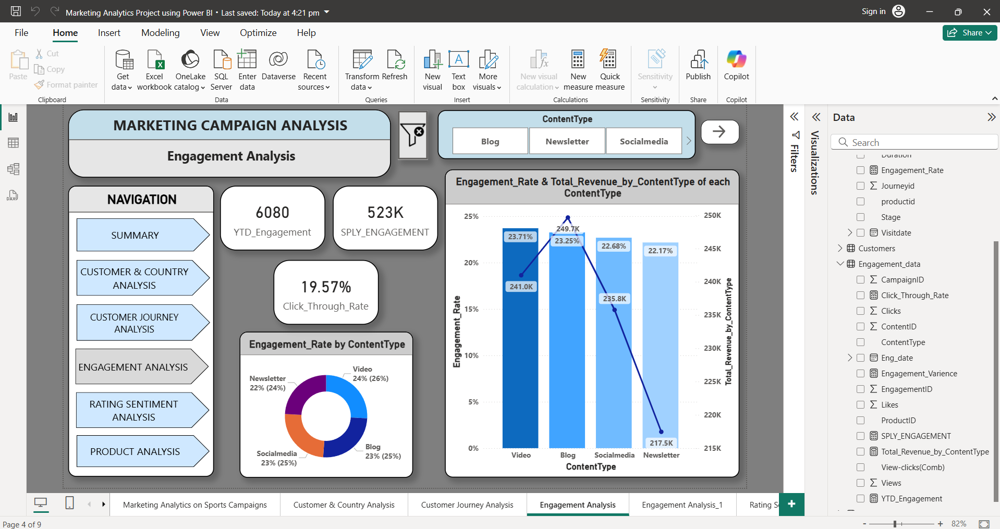 Marketing Analytics Project using Power BI • Last saved: Today at 4:21 pm
Sign in
File
Home
Insert
Modeling
View
Optimize
Help
Share
Paste
Cut
Copy
Format painter
Clipboard
Get data
Excel workbook
OneLake catalog
SQL Server
Enter data
Dataverse
Recent sources
Data
Transform data
Refresh
Queries
New visual
Text box
More visuals
Insert
New visual calculation
New measure
Quick measure
Calculations
Sensitivity
Sensitivity
Publish
Share
Copilot
Copilot
MARKETING CAMPAIGN ANALYSIS
Engagement Analysis
ContentType
Blog
Newsletter
Socialmedia
NAVIGATION
SUMMARY
CUSTOMER & COUNTRY
ANALYSIS
CUSTOMER JOURNEY
ANALYSIS
ENGAGEMENT ANALYSIS
RATING SENTIMENT
ANALYSIS
PRODUCT ANALYSIS
6080
YTD_Engagement
523K
SPLY_ENGAGEMENT
19.57%
Click_Through_Rate
Engagement_Rate by ContentType
Video
24% (26%)
Newsletter
22% (24%)
Socialmedia
23% (25%)
Blog
23% (25%)
Engagement_Rate & Total_Revenue_by_ContentType of each
ContentType
25%
20%
15%
10%
5%
0%
Engagement_Rate
250K
245K
240K
235K
230K
225K
220K
215K
Total_Revenue_by_ContentType
23.71%
249.7K
23.25%
22.68%
22.17%
241.0K
235.8K
217.5K
Video
Blog
Socialmedia
Newsletter
ContentType
Filters
Visualizations
Data
Search
Duration
Engagement_Rate
Journeyid
productid
Stage
Visitdate
Customers
Engagement_data
CampaignID
Click_Through_Rate
Clicks
ContentID
ContentType
Eng_date
Engagement_Varience
EngagementID
Likes
ProductID
SPLY_ENGAGEMENT
Total_Revenue_by_ContentType
View-clicks(Comb)
Views
YTD_Engagement
Marketing Analytics on Sports Campaigns
Customer & Country Analysis
Customer Journey Analysis
Engagement Analysis
Engagement Analysis_1
Rating S
Page 4 of 9
82%